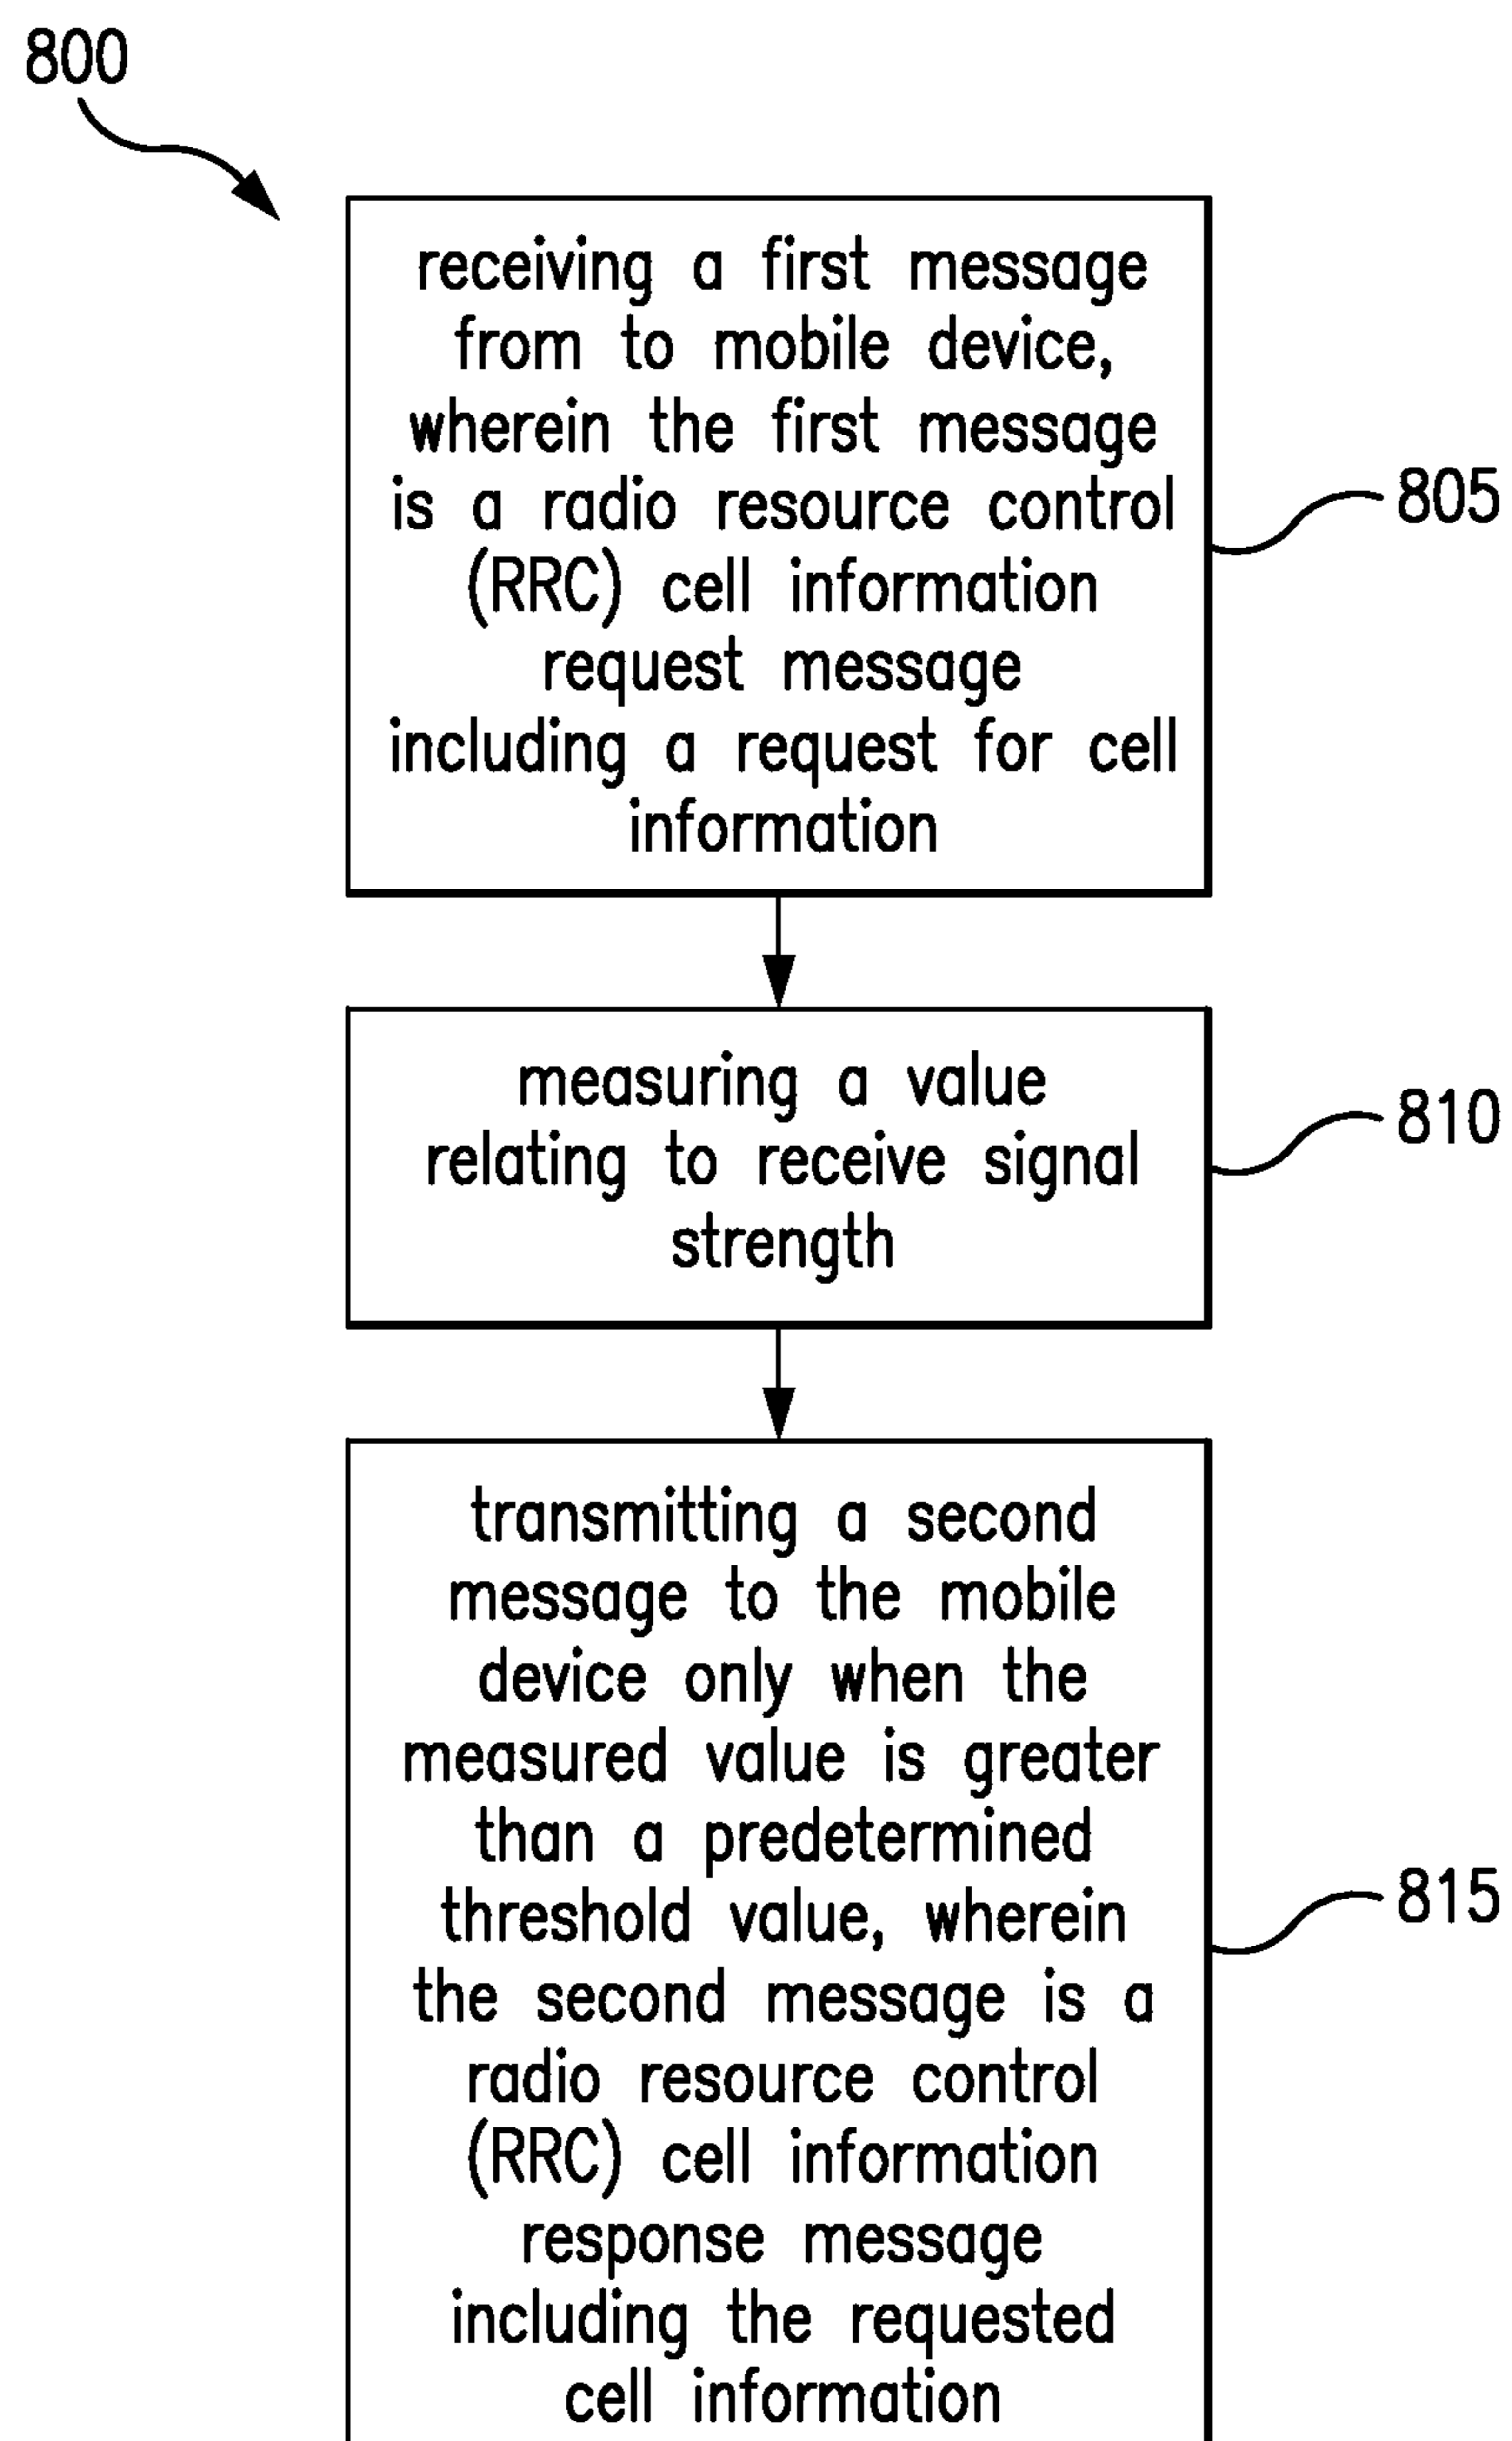 800
receiving a first message
from to mobile device,
wherein the first message
is a radio resource control
(RRC) cell information
request message
including a request for cell
information
805
measuring a value
relating to receive signal
strength
810
transmitting a second
message to the mobile
device only when the
measured value is greater
than a predetermined
threshold value, wherein
the second message is a
radio resource control
(RRC) cell information
response message
including the requested
cell information
815